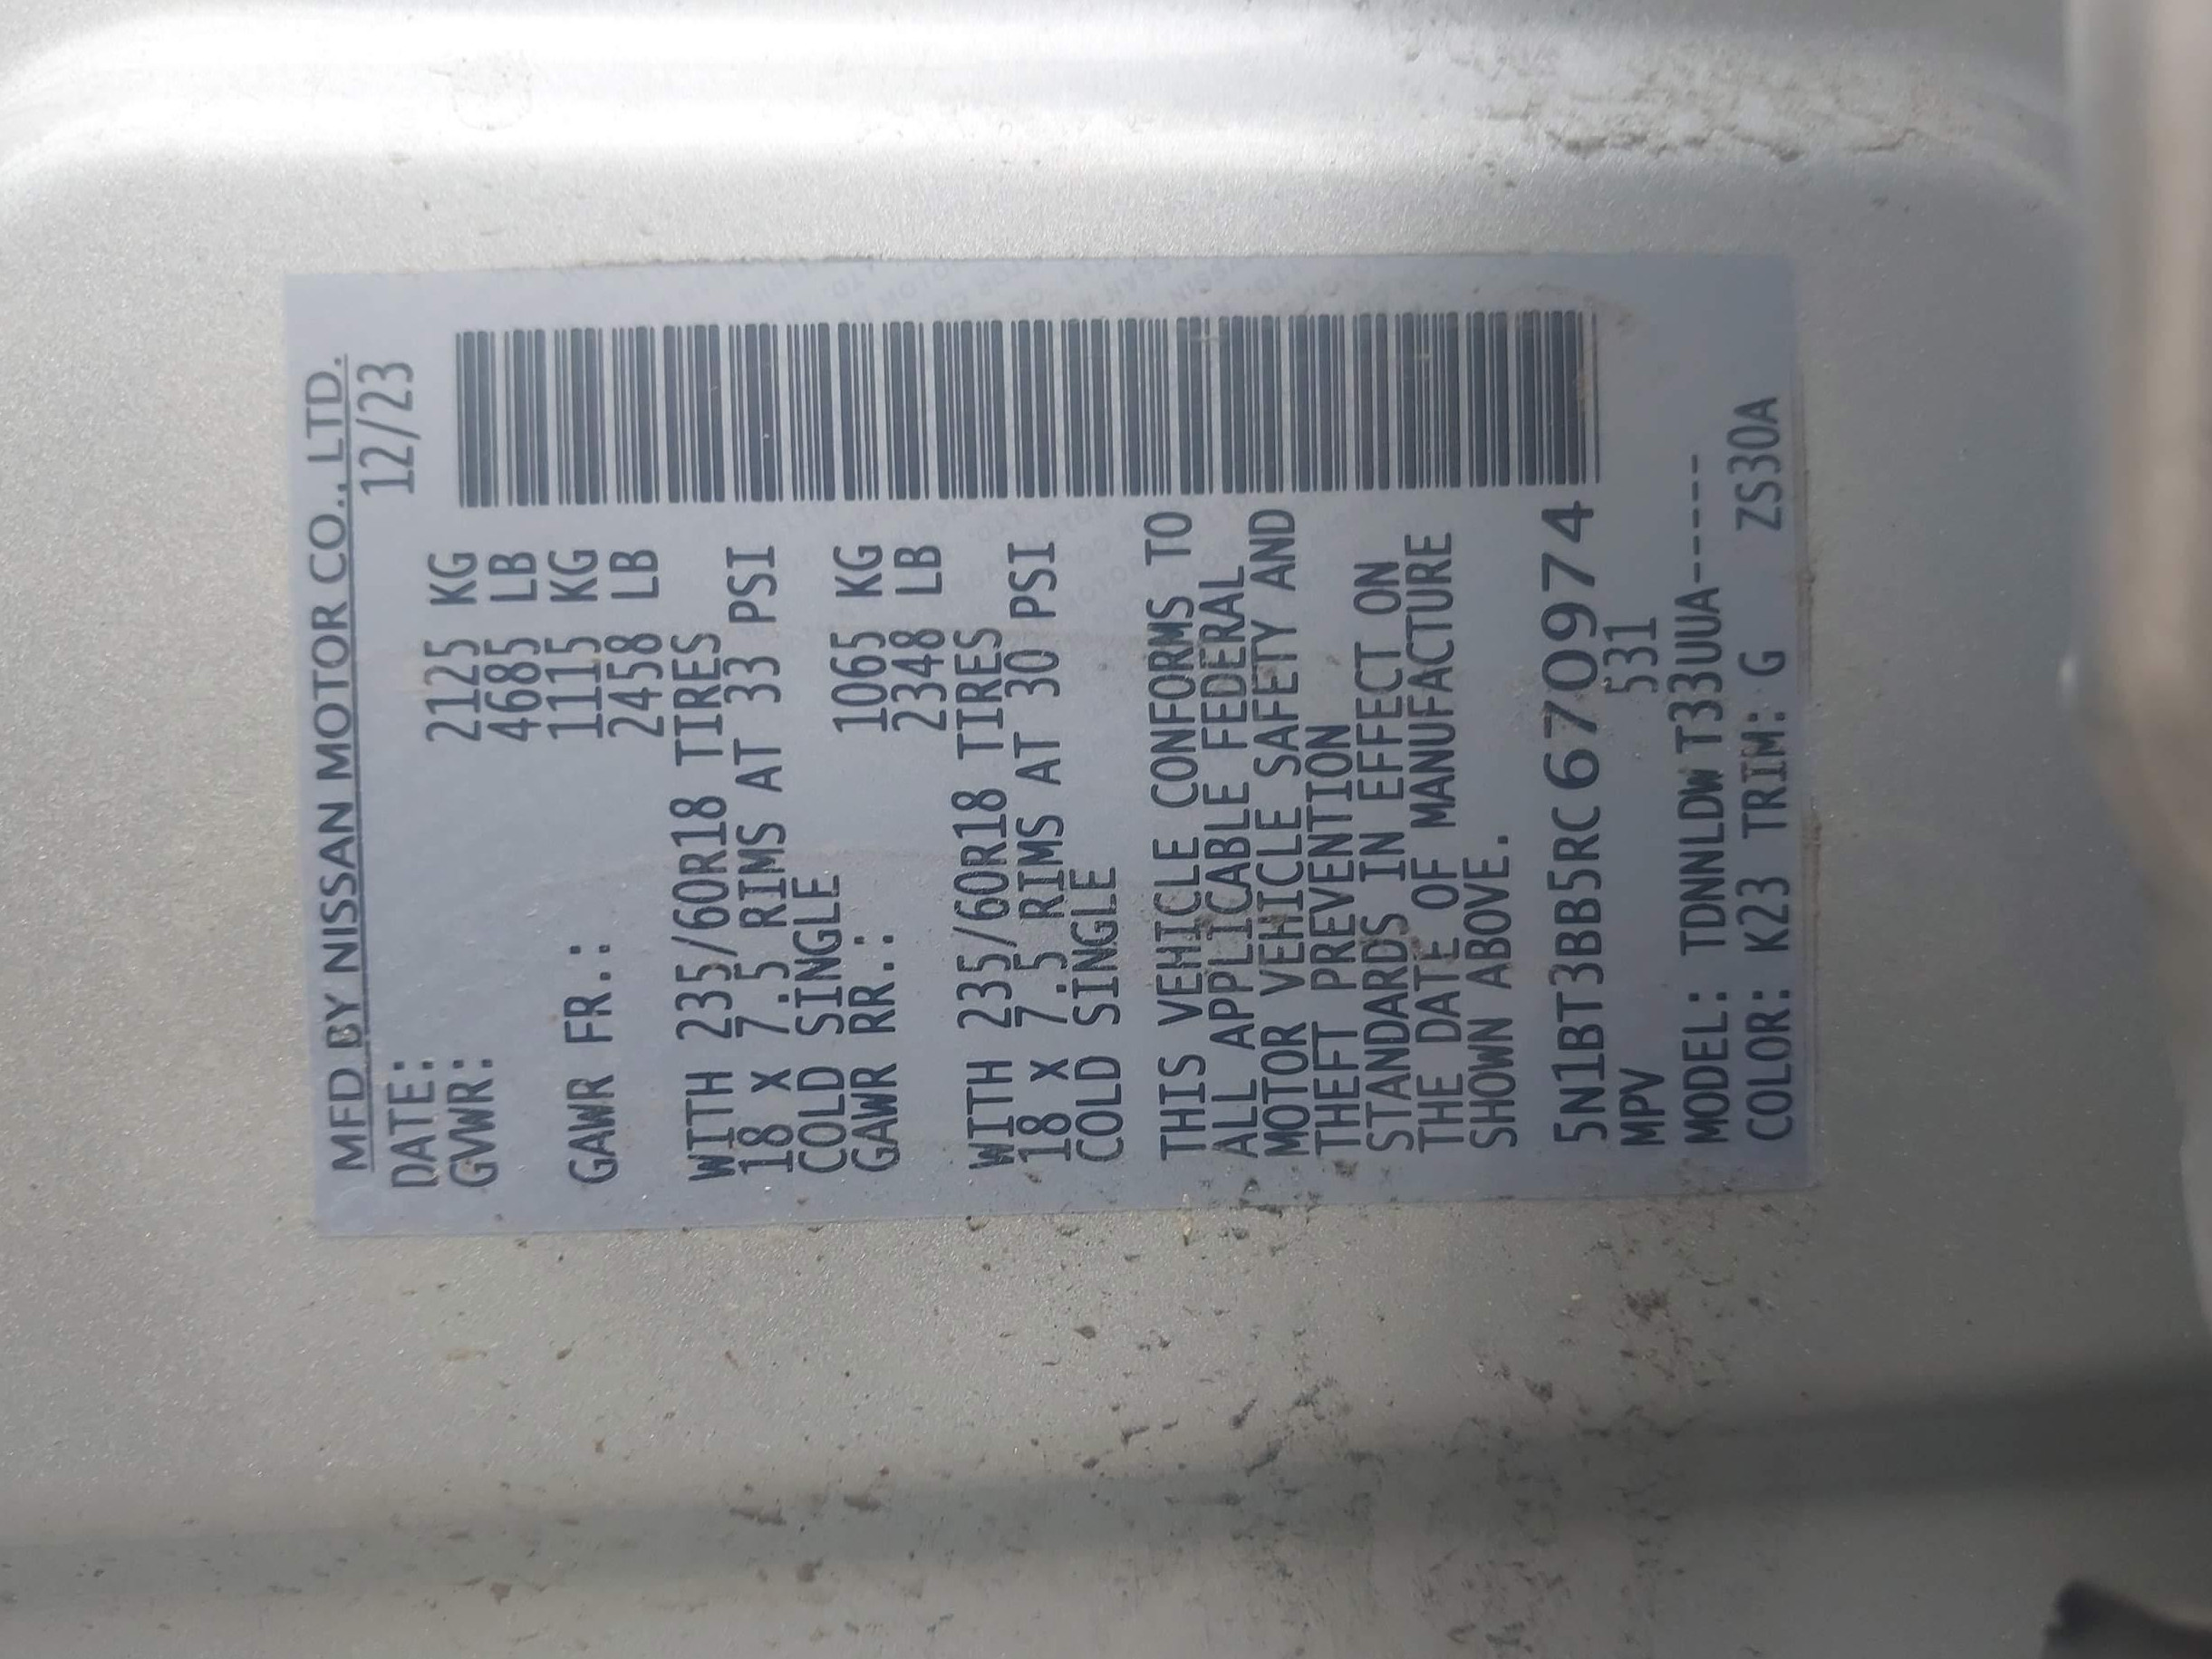 MFD BY NISSAN MOTOR CO., LTD.
DATE: 12/23
GVWR: 2125 KG
4685 LB
GAWR FR.: 1115 KG
2458 LB
WITH 235/60R18 TIRES
18 X 7.5 RIMS AT 33 PSI
COLD SINGLE
GAWR RR.: 1065 KG
2348 LB
WITH 235/60R18 TIRES
18 X 7.5 RIMS AT 30 PSI
COLD SINGLE
THIS VEHICLE CONFORMS TO
ALL APPLICABLE FEDERAL
MOTOR VEHICLE SAFETY AND
THEFT PREVENTION
STANDARDS IN EFFECT ON
THE DATE OF MANUFACTURE
SHOWN ABOVE.
5N1BT3BB5RC670974
MPV 531
MODEL: TDNNLDW T33UUA-----
COLOR: K23 TRIM: G ZS30A